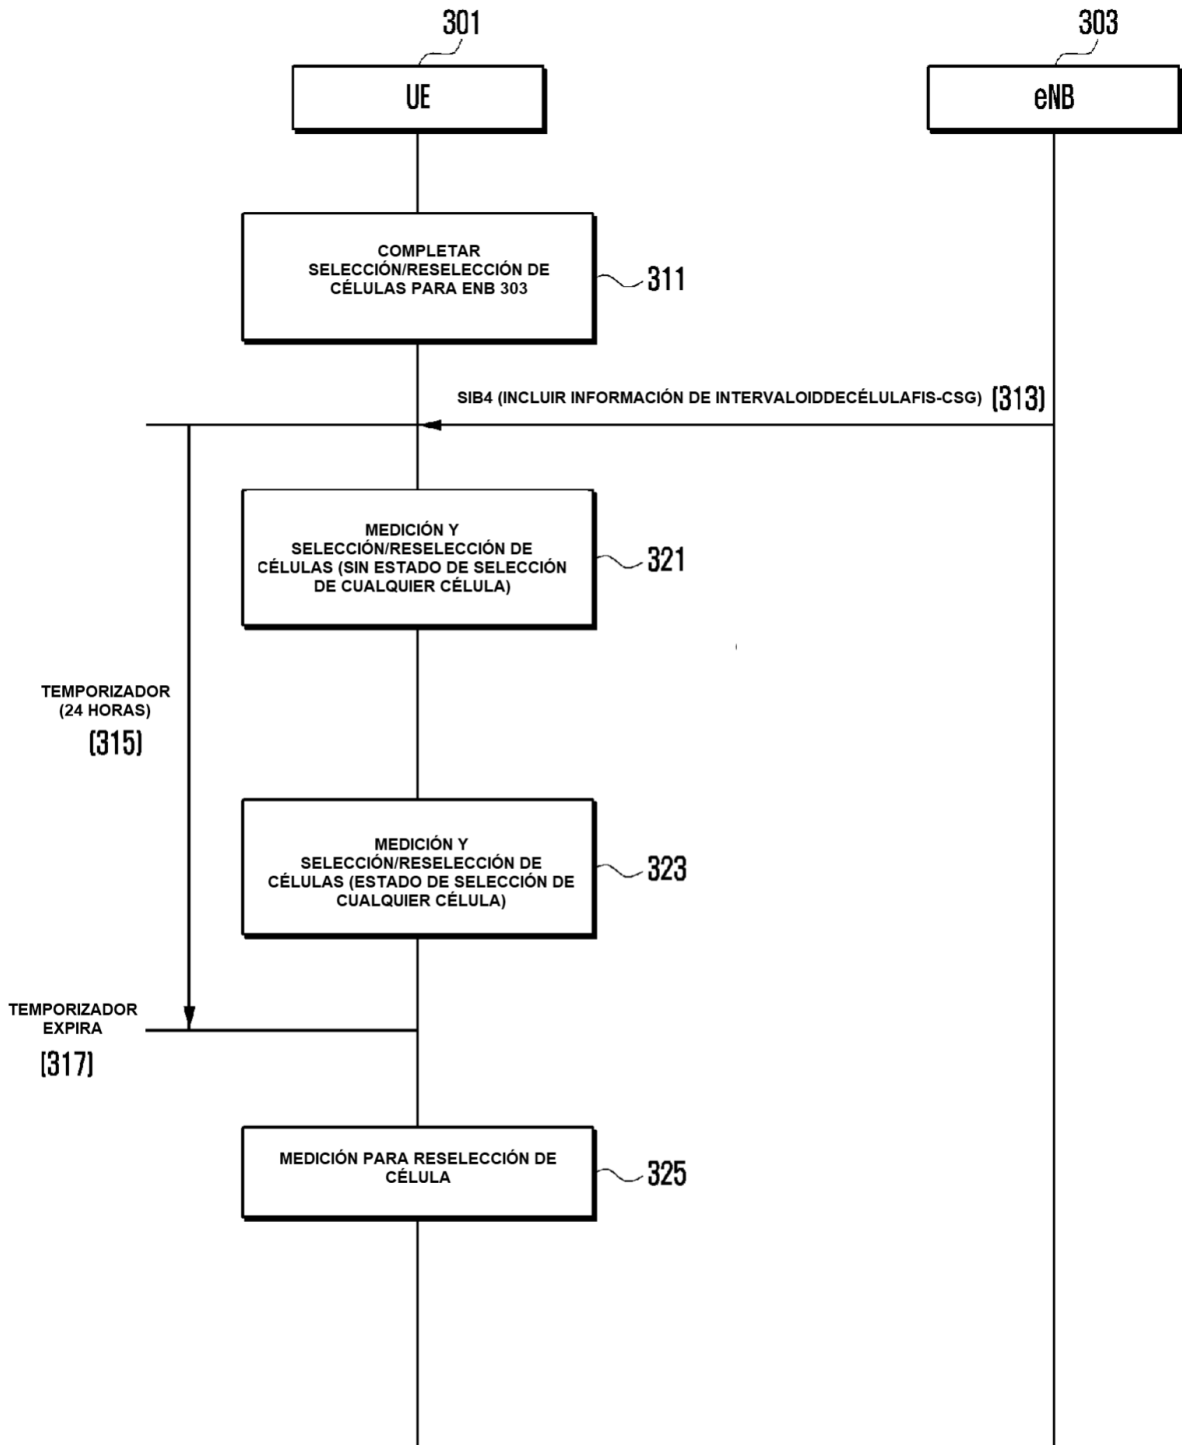 301
303
UE
eNB
COMPLETAR
SELECCIÓN/RESELECCIÓN DE
CÉLULAS PARA ENB 303
311
SIB4 (INCLUIR INFORMACIÓN DE INTERVALOIDDECÉLULAFIS-CSG) (313)
MEDICIÓN Y
SELECCIÓN/RESELECCIÓN DE
CÉLULAS (SIN ESTADO DE SELECCIÓN
DE CUALQUIER CÉLULA)
321
TEMPORIZADOR
(24 HORAS)
(315)
MEDICIÓN Y
SELECCIÓN/RESELECCIÓN DE
CÉLULAS (ESTADO DE SELECCIÓN DE
CUALQUIER CÉLULA)
323
TEMPORIZADOR
EXPIRA
(317)
MEDICIÓN PARA RESELECCIÓN DE
CÉLULA
325